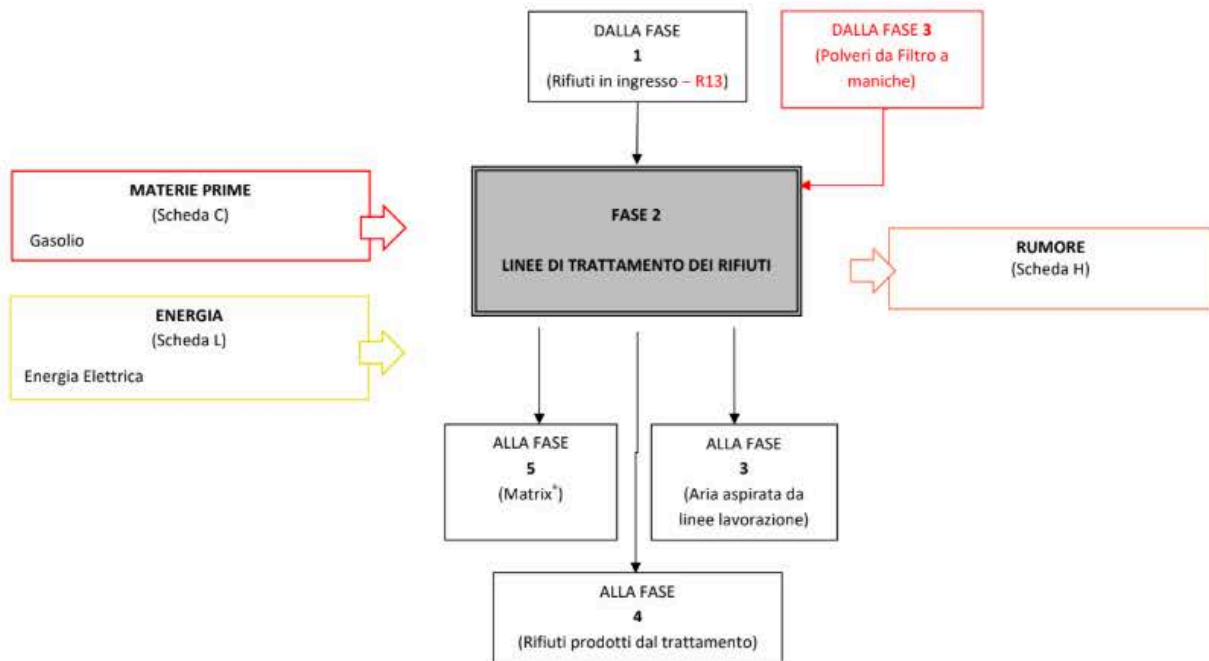 DALLA FASE
1
(Rifiuti in ingresso – R13)
DALLA FASE 3
(Polveri da Filtro a
maniche)
MATERIE PRIME
(Scheda C)
Gasolio
FASE 2
LINEE DI TRATTAMENTO DEI RIFIUTI
RUMORE
(Scheda H)
ENERGIA
(Scheda L)
Energia Elettrica
ALLA FASE
5
(Matrix*)
ALLA FASE
3
(Aria aspirata da
linee lavorazione)
ALLA FASE
4
(Rifiuti prodotti dal trattamento)